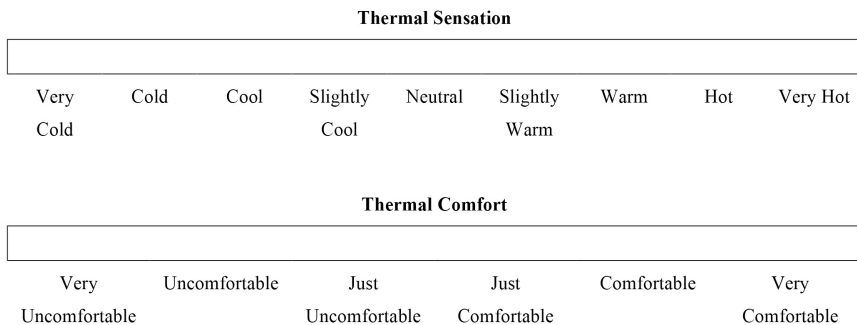 Thermal Sensation
Very Cold Cool Slightly Neutral Slightly Warm Hot Very Hot
Cold Cool Warm
Thermal Comfort
Very Uncomfortable Just Just Comfortable Very
Uncomfortable Uncomfortable Comfortable Comfortable